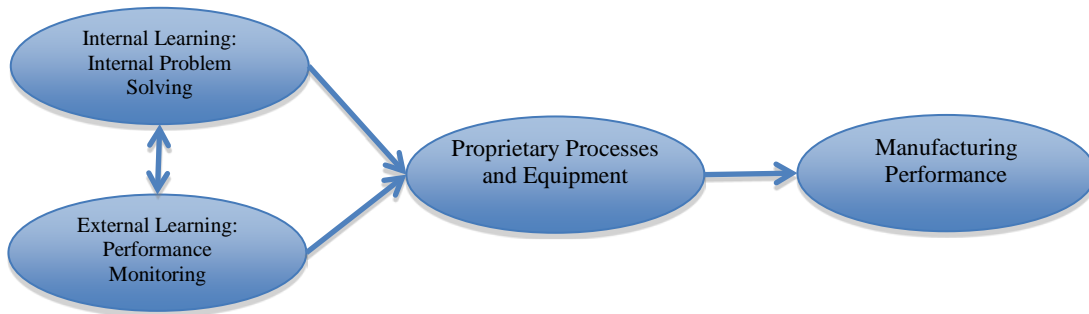 Internal Learning:
Internal Problem
Solving
External Learning:
Performance
Monitoring
Proprietary Processes
and Equipment
Manufacturing
Performance